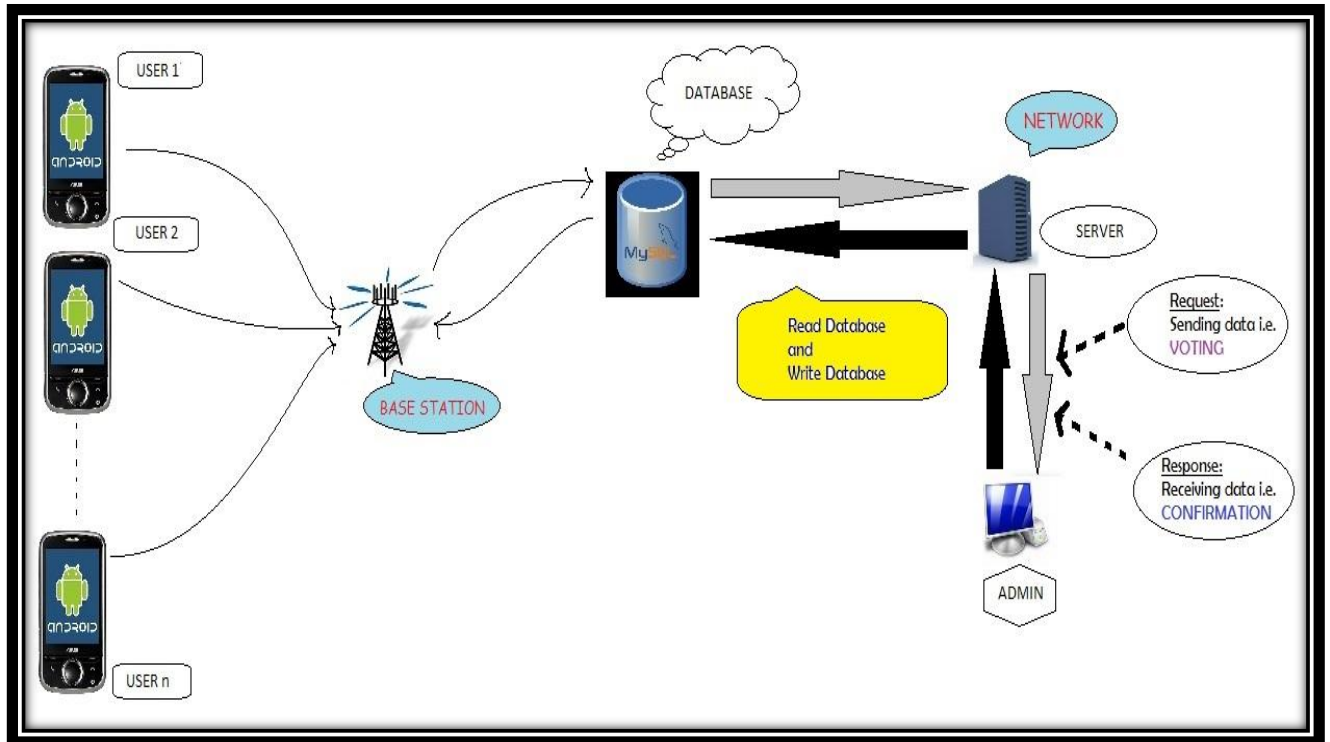 USER 1
ANDROID
USER 2
ANDROID
ANDROID
USER n
BASE STATION
DATABASE
MySQL
Read Database
and
Write Database
NETWORK
SERVER
Request:
Sending data i.e.
VOTING
Response:
Receiving data i.e.
CONFIRMATION
ADMIN